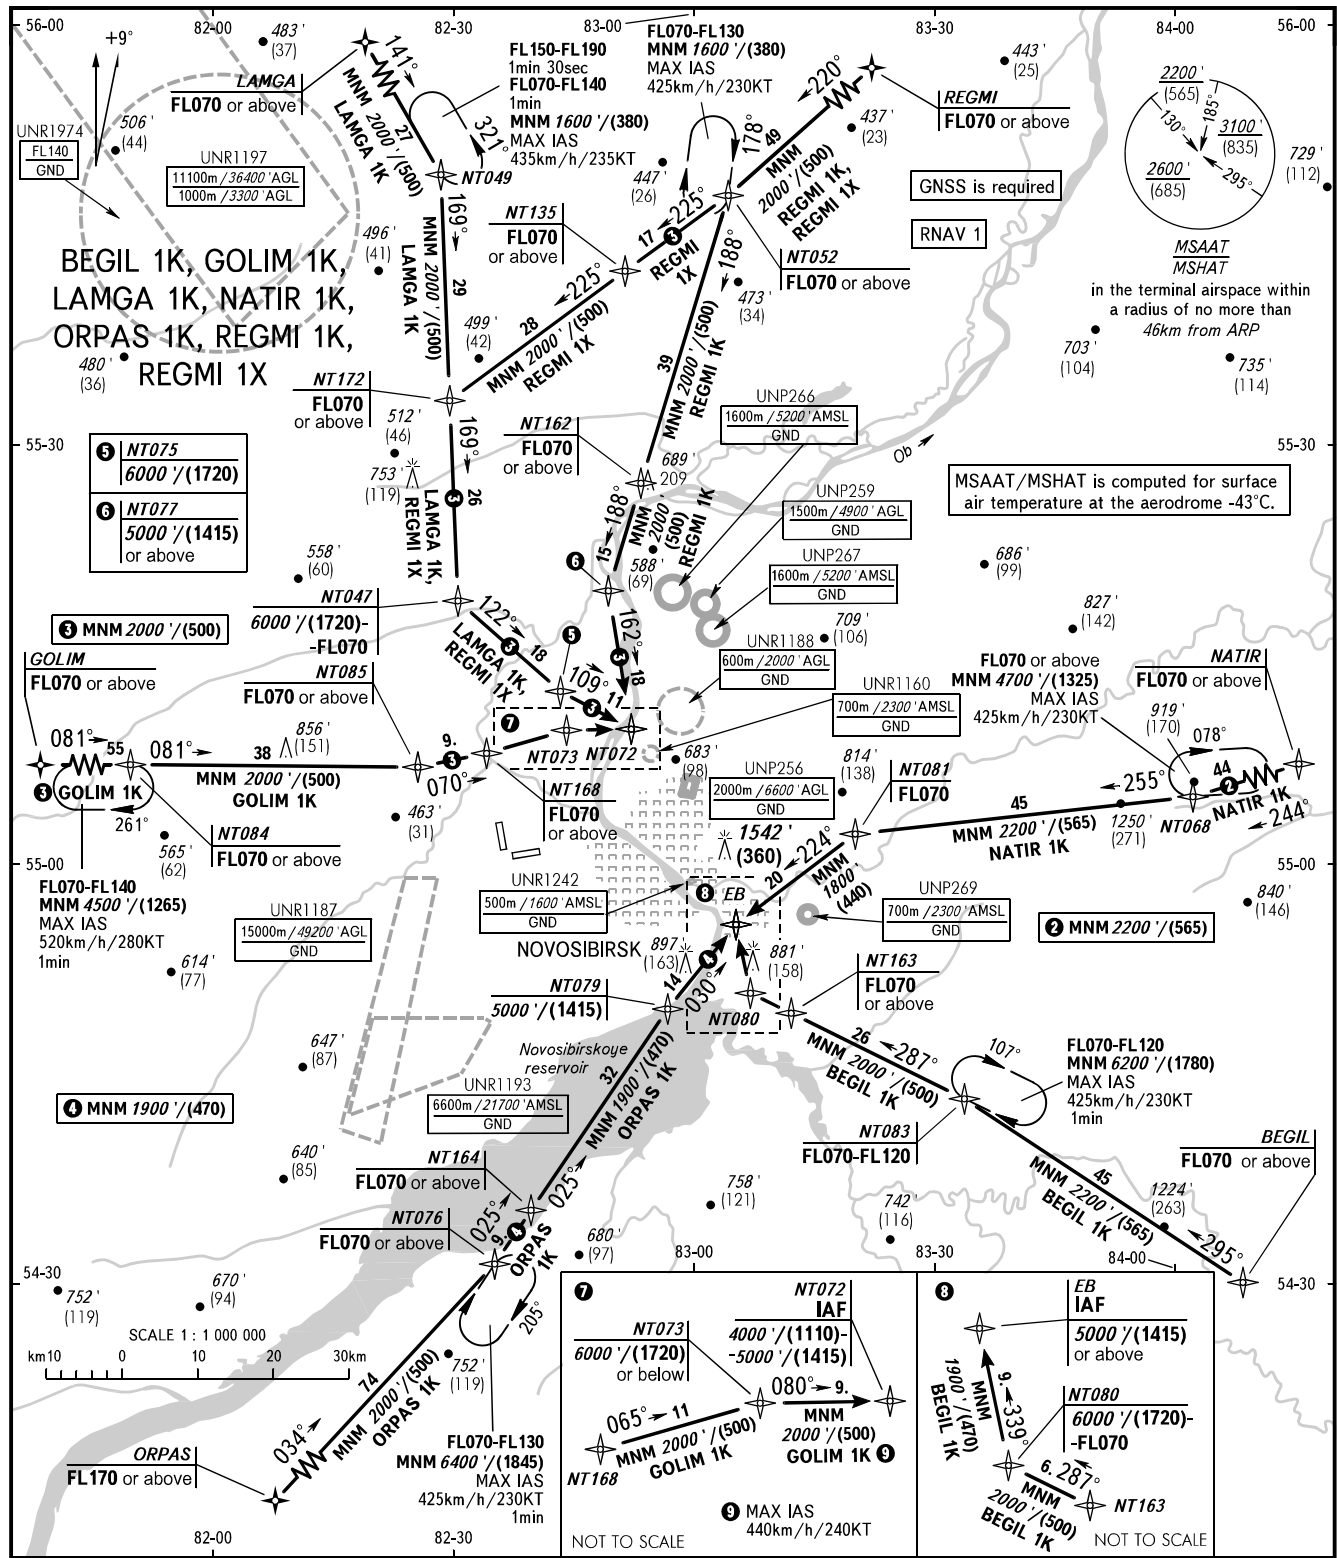 56-00
82-00
82-30
83-00
83-30
84-00
56-00
+9°
483'
(37)
LAMGA
FL070 or above
141°
MNM 2000'/(500)
LAMGA 1K
27
321°
NT049
FL150-FL190
1min 30sec
FL070-FL140
1min
MNM 1600'/(380)
MAX IAS
435km/h/235KT
FL070-FL130
MNM 1600'/(380)
MAX IAS
425km/h/230KT
178°
220°
49
MNM
2000'/(500)
REGMI 1K,
REGMI 1X
437'
(23)
443'
(25)
REGMI
FL070 or above
2200'
(565)
3100'
(835)
2600'
(685)
130°
185°
295°
MSAAT
MSHAT
in the terminal airspace within
a radius of no more than
46km from ARP
729'
(112)
GNSS is required
RNAV 1
UNR1974
FL140
GND
506'
(44)
UNR1197
11100m/36400'AGL
1000m/3300'AGL
447'
(26)
NT135
FL070
or above
225°
17
3
REGMI
1X
NT052
FL070 or above
188°
473'
(34)
BEGIL 1K, GOLIM 1K,
LAMGA 1K, NATIR 1K,
ORPAS 1K, REGMI 1K,
REGMI 1X
496'
(41)
169°
MNM 2000'/(500)
LAMGA 1K
29
225°
28
MNM 2000'/(500)
REGMI 1X
499'
(42)
39
MNM 2000'/(500)
REGMI 1K
703'
(104)
735'
(114)
480'
(36)
NT172
FL070
or above
512'
(46)
753'
(119)
169°
26
3
LAMGA 1K,
REGMI 1X
NT162
FL070
or above
689'
209
UNP266
1600m/5200'AMSL
GND
Ob
55-30
55-30
MSAAT/MSHAT is computed for surface
air temperature at the aerodrome -43°C.
5 NT075
6000'/(1720)
6 NT077
5000'/(1415)
or above
188°
15
MNM
2000'
(500)
REGMI 1K
588'
(69)
6
UNP259
1500m/4900'AGL
GND
UNP267
1600m/5200'AMSL
GND
558'
(60)
686'
(99)
827'
(142)
709'
(106)
NT047
6000'/(1720)-
-FL070
3 MNM 2000'/(500)
122°
3
18
LAMGA 1K,
REGMI 1X
5
109°
3
11
162°
3
18
UNR1188
600m/2000'AGL
GND
UNR1160
700m/2300'AMSL
GND
GOLIM
FL070 or above
NT085
FL070 or above
081°
55
3
GOLIM 1K
261°
081°
38
MNM 2000'/(500)
GOLIM 1K
856'
(151)
9.
3
070°
7
NT073
NT072
683'
(98)
FL070 or above
MNM 4700'/(1325)
MAX IAS
425km/h/230KT
NATIR
FL070 or above
919'
(170)
078°
44
2
NATIR 1K
244°
255°
45
MNM 2200'/(565)
NATIR 1K
1250'
(271)
NT068
NT168
FL070
or above
463'
(31)
NT084
FL070 or above
565'
(62)
814'
(138)
NT081
FL070
UNP256
2000m/6600'AMSL
GND
1542'
(360)
224°
20
MNM
1800'
(440)
55-00
55-00
FL070-FL140
MNM 4500'/(1265)
MAX IAS
520km/h/280KT
1min
UNR1187
15000m/49200'AGL
GND
UNR1242
500m/1600'AMSL
GND
8 EB
UNP269
700m/2300'AMSL
GND
2 MNM 2200'/(565)
840'
(146)
614'
(77)
NOVOSIBIRSK
897'
(163)
881'
(158)
4
14
030°
NT080
NT079
5000'/(1415)
NT163
FL070
or above
26
287°
MNM 2000'/(500)
BEGIL 1K
107°
FL070-FL120
MNM 6200'/(1780)
MAX IAS
425km/h/230KT
1min
Novosibirskoye
reservoir
32
MNM 1900'/(470)
ORPAS 1K
647'
(87)
UNR1193
6600m/21700'AMSL
GND
4 MNM 1900'/(470)
NT083
FL070-FL120
BEGIL
FL070 or above
45
MNM 2200'/(565)
BEGIL 1K
1224'
(263)
295°
640'
(85)
NT164
FL070 or above
025°
NT076
FL070 or above
025°
9.
4
ORPAS
1K
758'
(121)
742'
(116)
680'
(97)
83-00
83-30
84-00
54-30
54-30
752'
(119)
670'
(94)
SCALE 1 : 1 000 000
km10 0 10 20 30km
205°
752'
(119)
74
MNM 2000'/(500)
ORPAS 1K
034°
ORPAS
FL170 or above
FL070-FL130
MNM 6400'/(1845)
MAX IAS
425km/h/230KT
1min
7
NT072
IAF
4000'/(1110)-
-5000'/(1415)
NT073
6000'/(1720)
or below
080°
9.
065°
11
MNM 2000'/(500)
GOLIM 1K
MNM
2000'/(500)
GOLIM 1K 9
NT168
9 MAX IAS
440km/h/240KT
NOT TO SCALE
8
EB
IAF
5000'/(1415)
or above
9.
339°
MNM
1900'/(470)
BEGIL 1K
NT080
6000'/(1720)-
-FL070
6.
287°
MNM
2000'/(500)
BEGIL 1K
NT163
NOT TO SCALE
82-00
82-30